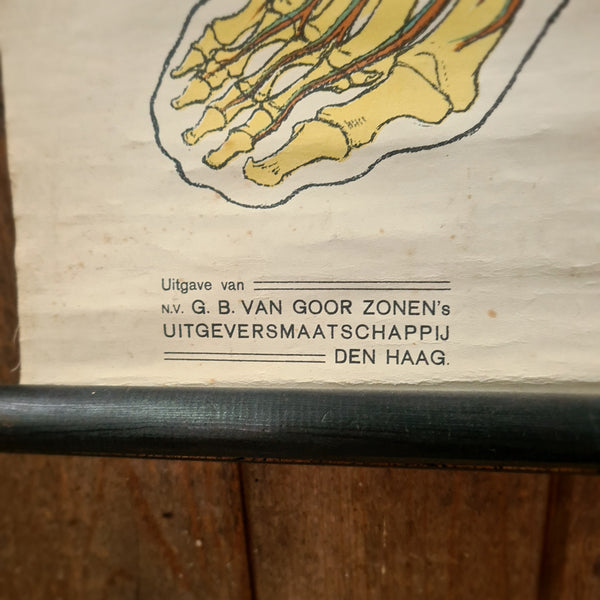 Uitgave van
N.V. G. B. VAN GOOR ZONEN's
UITGEVERSMAATSCHAPPIJ
DEN HAAG.